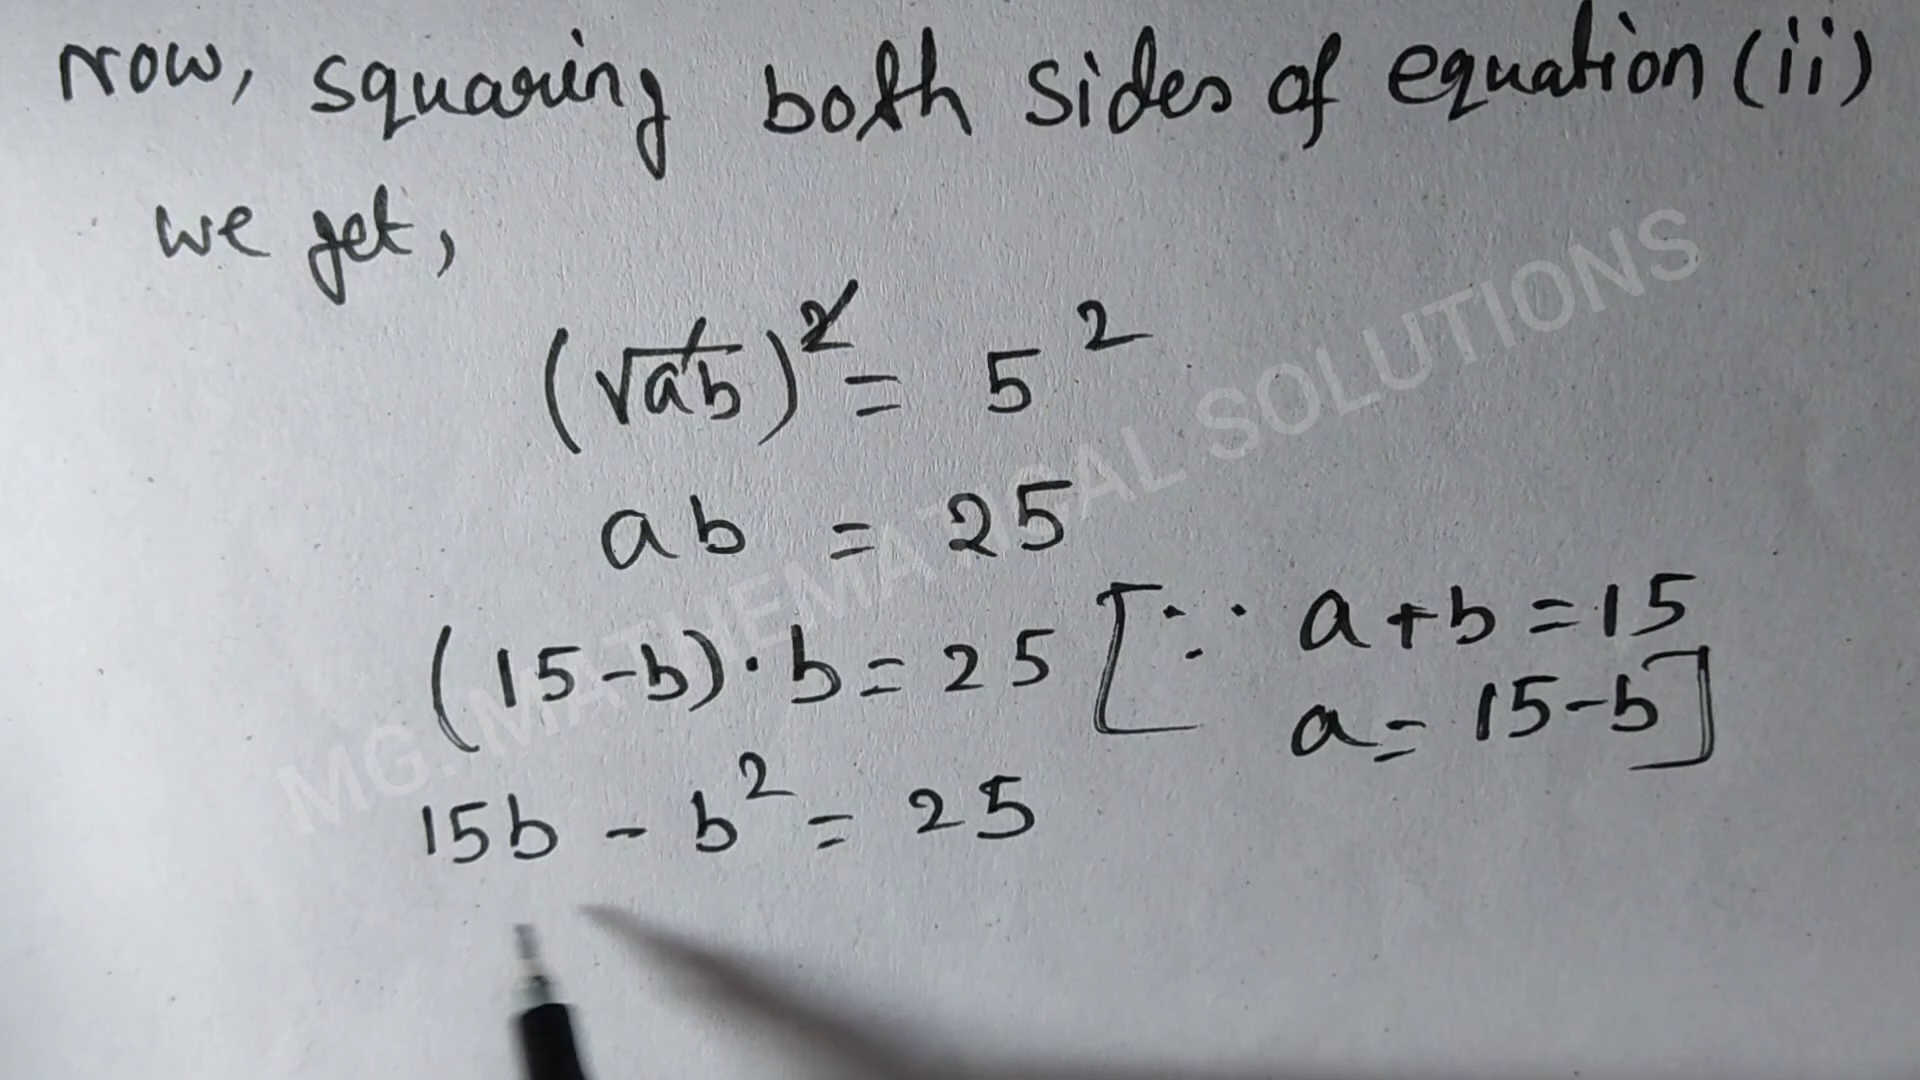 now, squaring both sides of equation (ii)
we get,
(√ab)² = 5²
ab = 25
(15-b)·b = 25 [∵ a+b=15
a = 15-b]
15b - b² = 25
MG. MATHEMATICAL SOLUTIONS